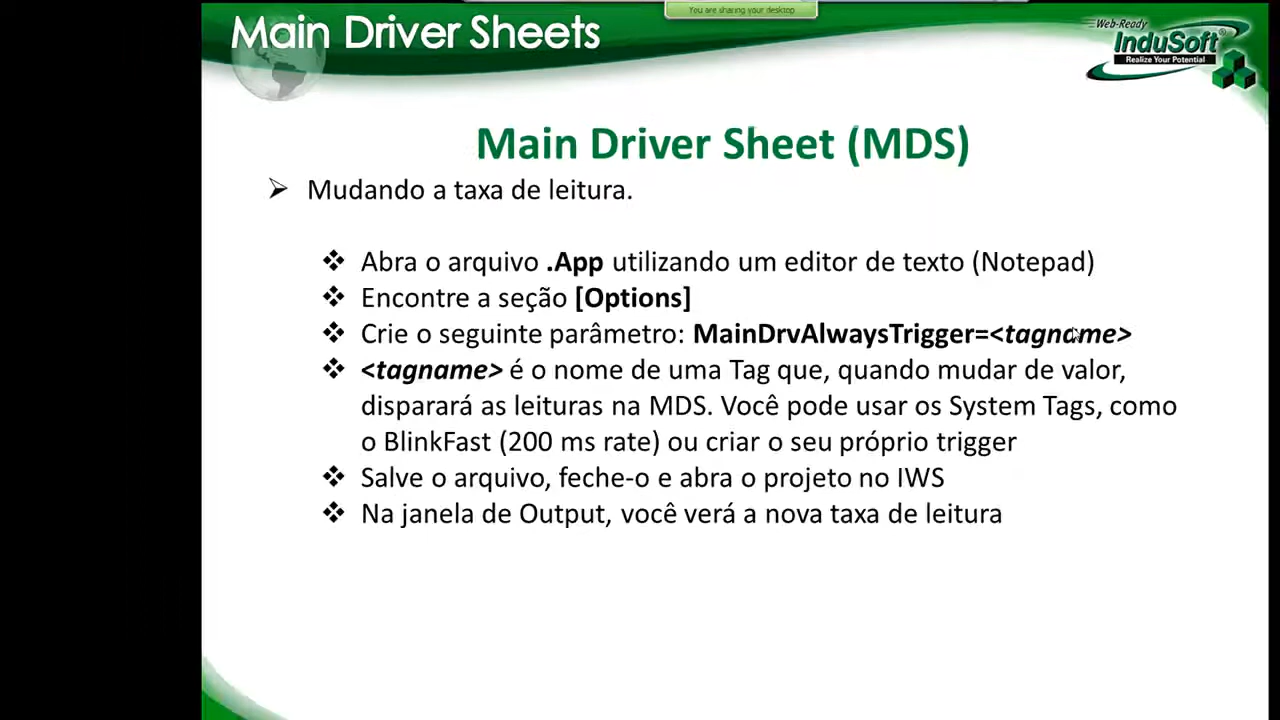 You are sharing your desktop
Main Driver Sheets
Web-Ready
InduSoft®
Realize Your Potential
Main Driver Sheet (MDS)
Mudando a taxa de leitura.
Abra o arquivo .App utilizando um editor de texto (Notepad)
Encontre a seção [Options]
Crie o seguinte parâmetro: MainDrvAlwaysTrigger=<tagname>
<tagname> é o nome de uma Tag que, quando mudar de valor,
disparará as leituras na MDS. Você pode usar os System Tags, como
o BlinkFast (200 ms rate) ou criar o seu próprio trigger
Salve o arquivo, feche-o e abra o projeto no IWS
Na janela de Output, você verá a nova taxa de leitura